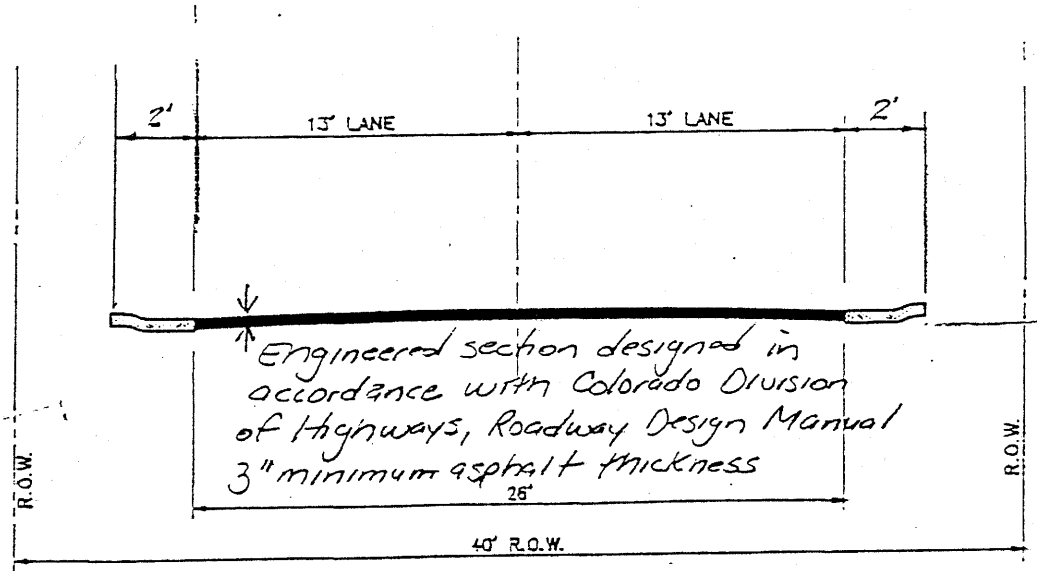 2'
13' LANE
13' LANE
2'
Engineered section designed in
accordance with Colorado Division
of Highways, Roadway Design Manual
3" minimum asphalt thickness
26'
R.O.W.
R.O.W.
40' R.O.W.